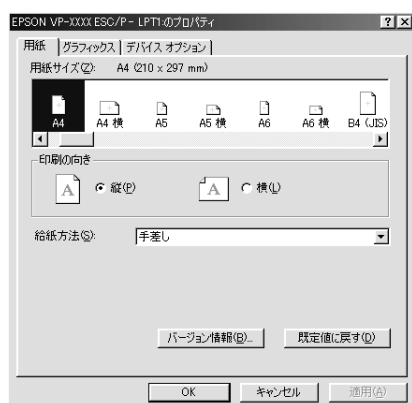 EPSON VP-XXXX ESC/P - LPT1:のプロパティ
用紙 グラフィックス デバイス オプション
用紙サイズ(Z): A4 (210 x 297 mm)
A4 A4 横 A5 A5 横 A6 A6 横 B4 (JIS)
印刷の向き
A 縦(P) A 横(L)
給紙方法(S): 手差し
バージョン情報(B)... 既定値に戻す(D)
OK キャンセル 適用(A)